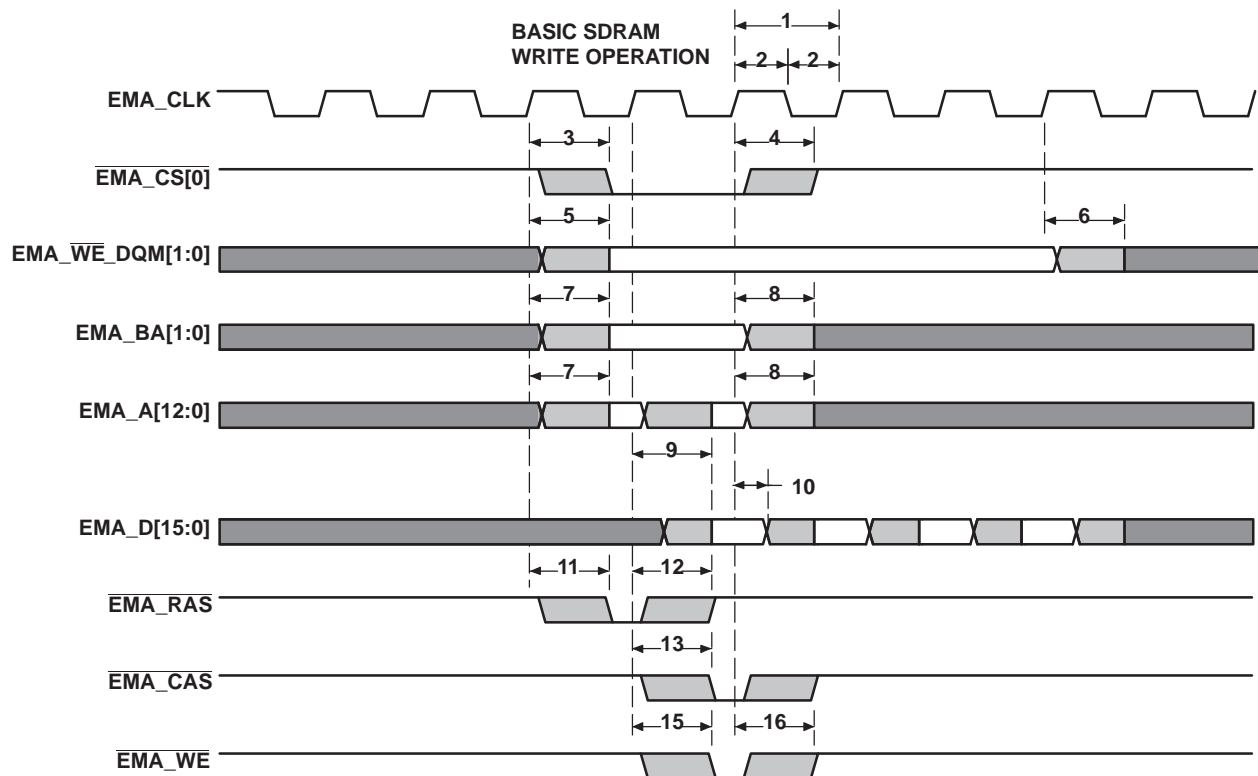 BASIC SDRAM
WRITE OPERATION
1
2 2
EMA_CLK
3 4
EMA_CS[0]
5 6
EMA_WE_DQM[1:0]
7 8
EMA_BA[1:0]
7 8
EMA_A[12:0]
9
10
EMA_D[15:0]
11 12
EMA_RAS
13
EMA_CAS
15 16
EMA_WE